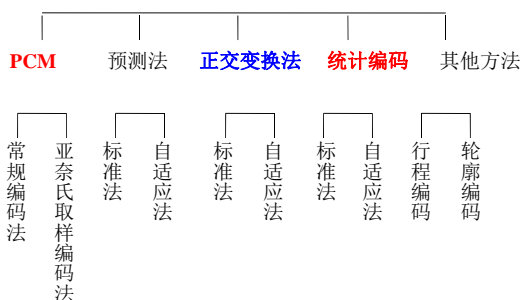 PCM 预测法 正交变换法 统计编码 其他方法
常规编码法
亚奈氏取样编码法
标准法
自适应法
标准法
自适应法
标准法
自适应法
行程编码
轮廓编码